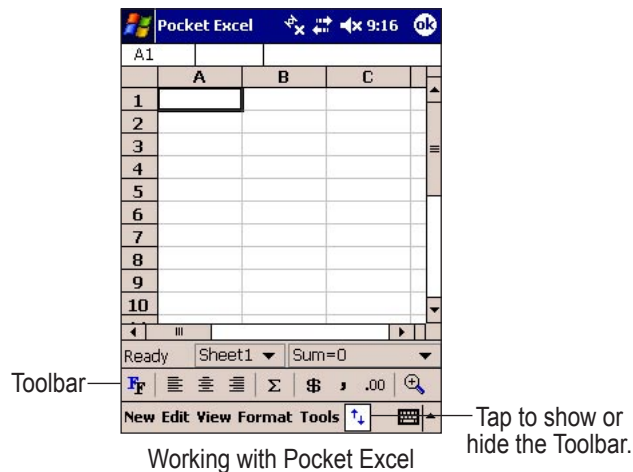 Pocket Excel 9:16 ok
A1
A B C
1
2
3
4
5
6
7
8
9
10
Ready Sheet1 Sum=0
Toolbar
FF Σ $ , .00
New Edit View Format Tools
Tap to show or
hide the Toolbar.
Working with Pocket Excel